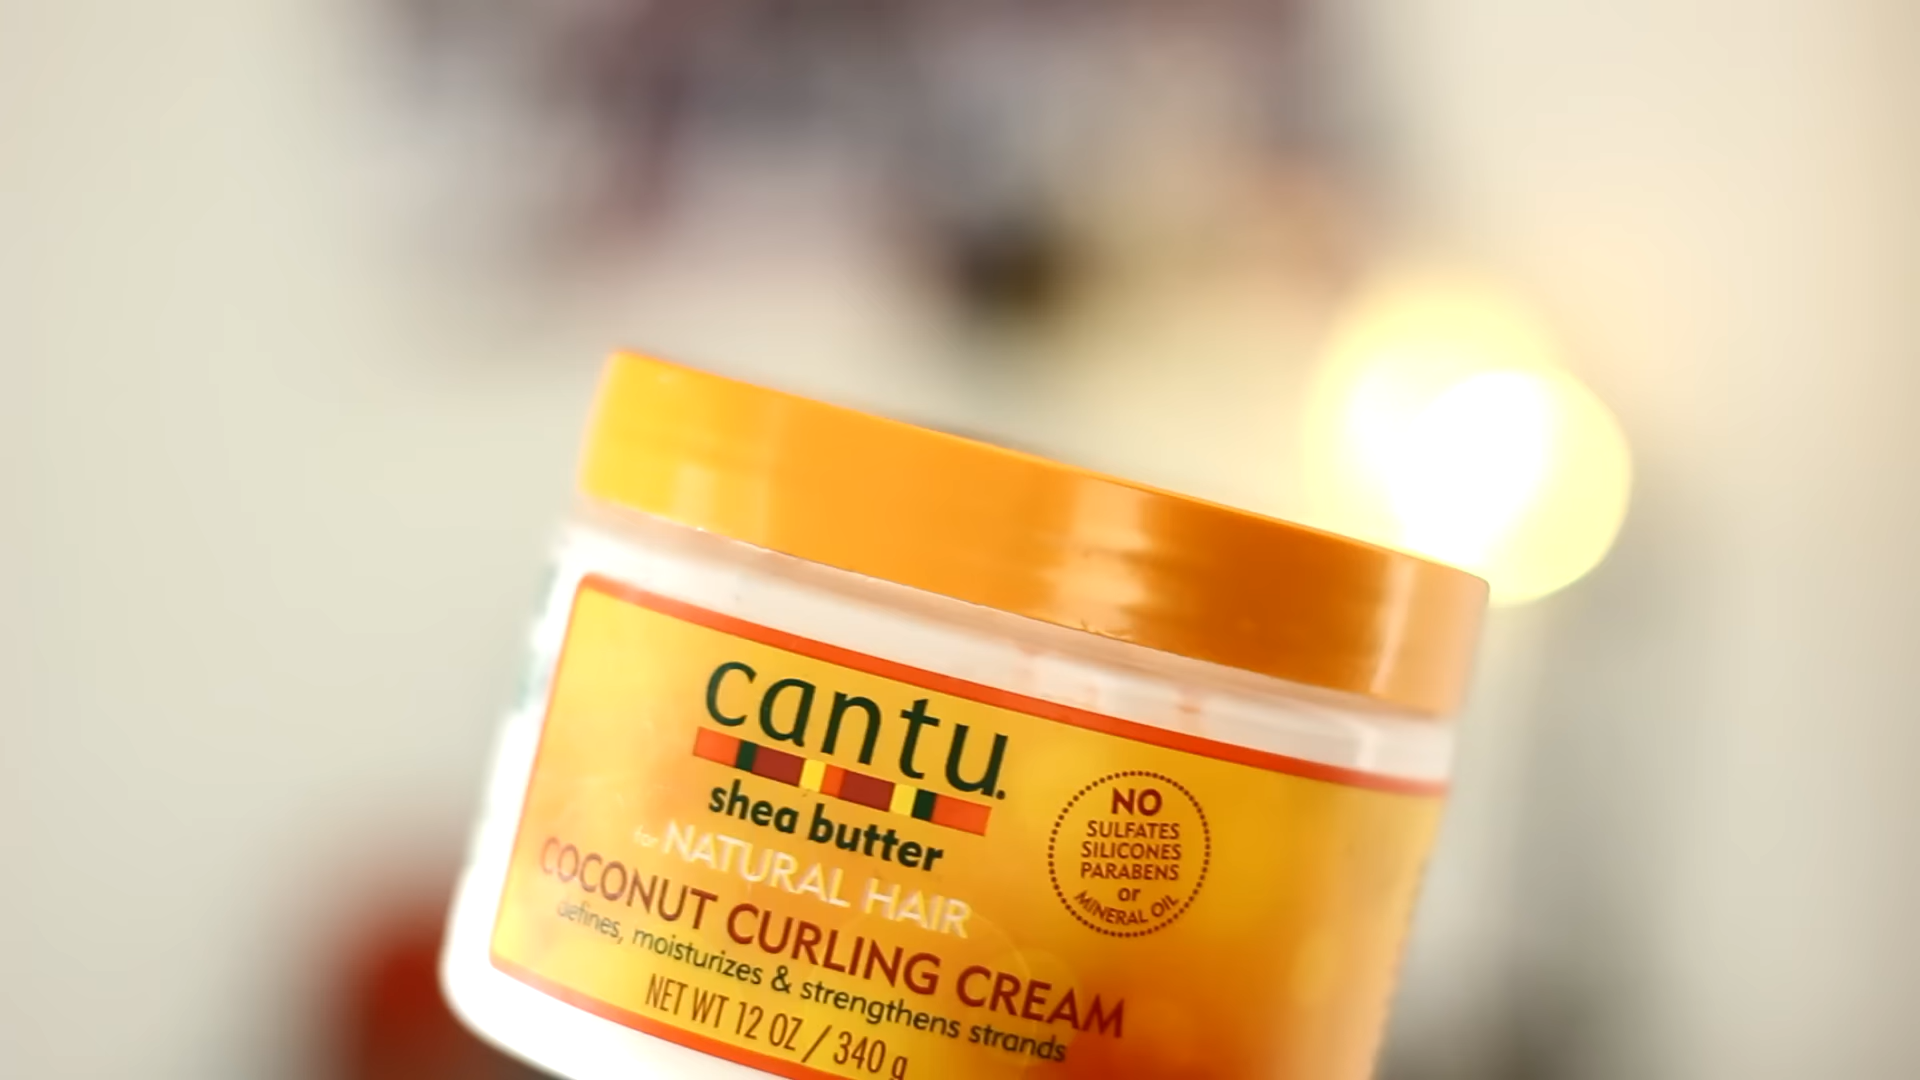 cantu
shea butter
for NATURAL HAIR
COCONUT CURLING CREAM
defines, moisturizes & strengthens strands
NET WT 12 OZ / 340 g
NO
SULFATES
SILICONES
PARABENS
or
MINERAL OIL